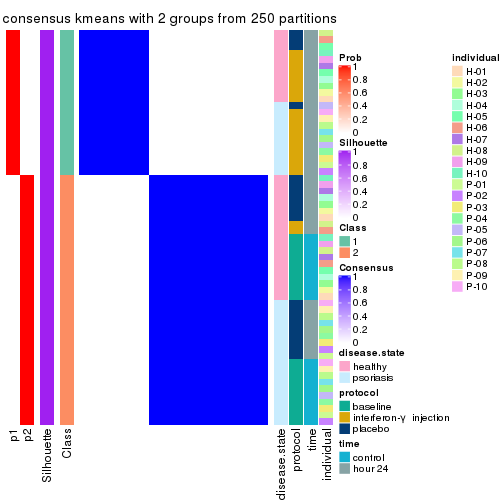 consensus kmeans with 2 groups from 250 partitions
p1
p2
Silhouette
Class
disease.state
protocol
time
individual
Prob
1
0.8
0.6
0.4
0.2
0
Silhouette
1
0.8
0.6
0.4
0.2
0
Class
1
2
Consensus
1
0.8
0.6
0.4
0.2
0
disease.state
healthy
psoriasis
protocol
baseline
interferon-γ injection
placebo
time
control
hour 24
individual
H-01
H-02
H-03
H-04
H-05
H-06
H-07
H-08
H-09
H-10
P-01
P-02
P-03
P-04
P-05
P-06
P-07
P-08
P-09
P-10